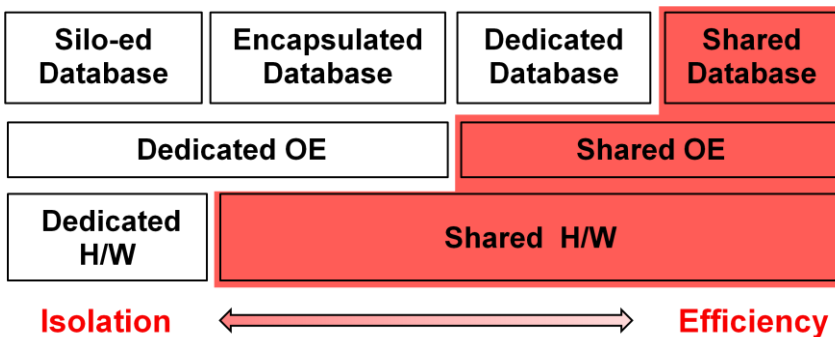 Silo-ed
Database
Encapsulated
Database
Dedicated
Database
Shared
Database
Dedicated OE
Shared OE
Dedicated
H/W
Shared H/W
Isolation
Efficiency